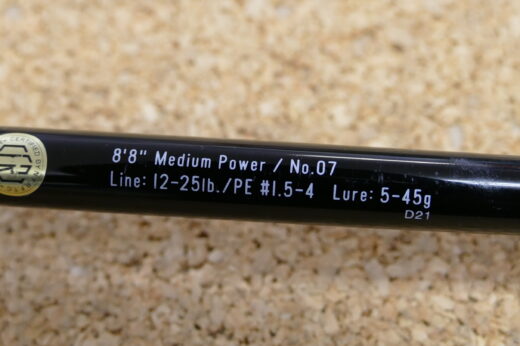 8'8" Medium Power / No.07
Line: 12-25lb./PE #1.5-4 Lure: 5-45g
D21